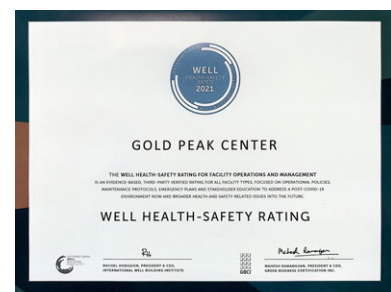 WELL
HEALTH-SAFETY
RATED
2021
GOLD PEAK CENTER
THE WELL HEALTH-SAFETY RATING FOR FACILITY OPERATIONS AND MANAGEMENT
IS AN EVIDENCE-BASED, THIRD-PARTY VERIFIED RATING FOR ALL FACILITY TYPES, FOCUSED ON OPERATIONAL POLICIES,
MAINTENANCE PROTOCOLS, EMERGENCY PLANS AND STAKEHOLDER EDUCATION TO ADDRESS A POST-COVID-19
ENVIRONMENT NOW AND BROADER HEALTH AND SAFETY-RELATED ISSUES INTO THE FUTURE.
WELL HEALTH-SAFETY RATING
RACHEL HODGDON, PRESIDENT & CEO,
INTERNATIONAL WELL BUILDING INSTITUTE
GBCI
MAHESH RAMANUJAM, PRESIDENT & CEO,
GREEN BUSINESS CERTIFICATION INC.